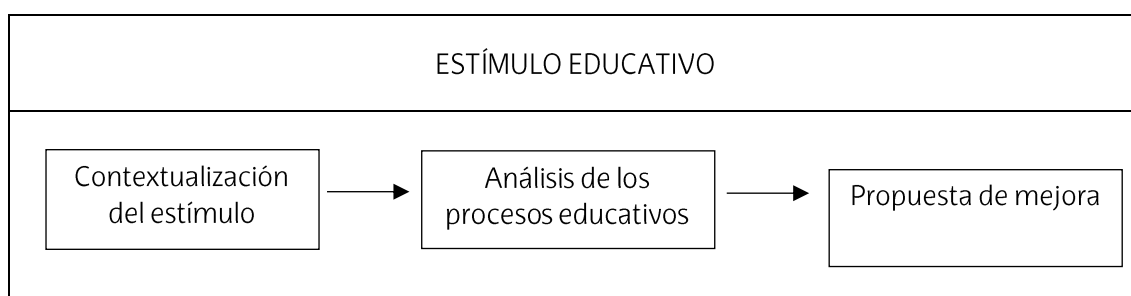 ESTÍMULO EDUCATIVO
Contextualización
del estímulo
Análisis de los
procesos educativos
Propuesta de mejora